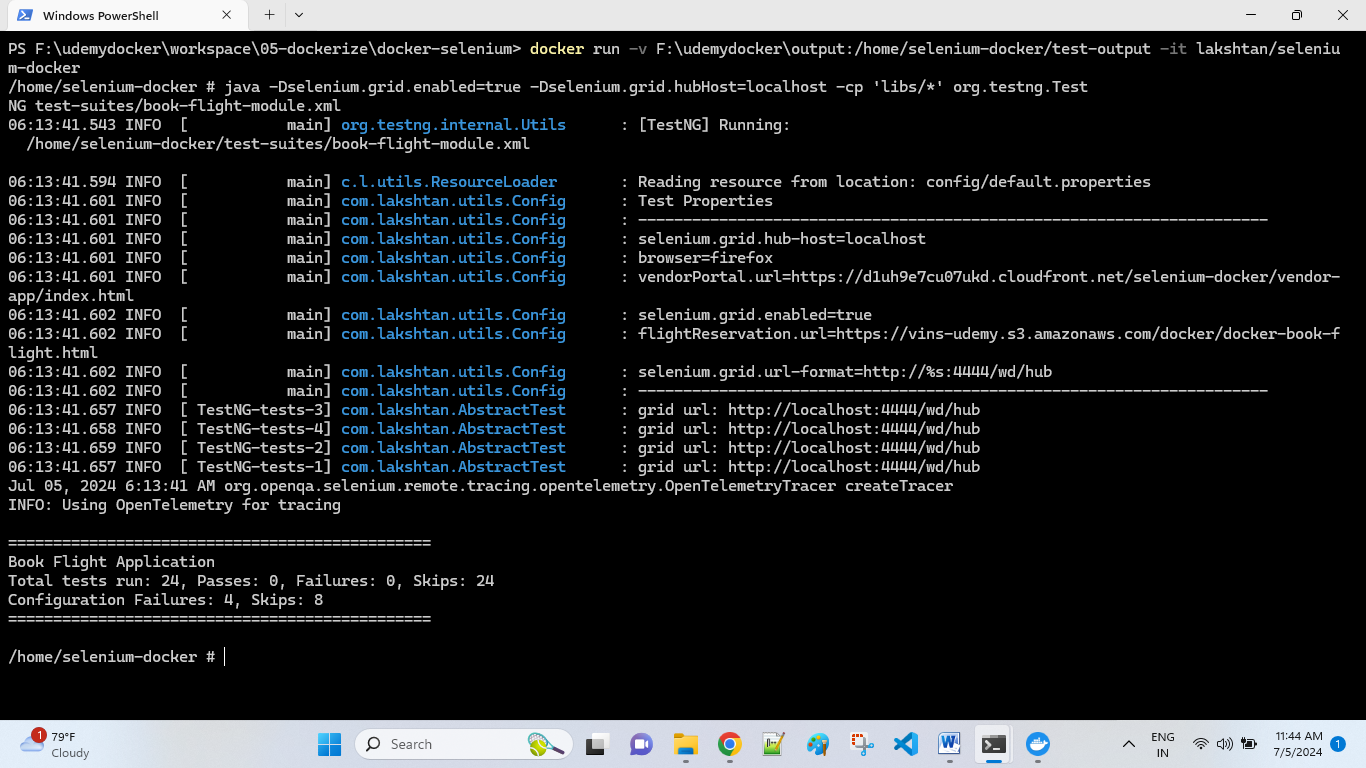 Windows PowerShell
PS F:\udemydocker\workspace\05-dockerize\docker-selenium> docker run -v F:\udemydocker\output:/home/selenium-docker/test-output -it lakshtan/seleniu
m-docker
/home/selenium-docker # java -Dselenium.grid.enabled=true -Dselenium.grid.hubHost=localhost -cp 'libs/*' org.testng.Test
NG test-suites/book-flight-module.xml
06:13:41.543 INFO  [           main] org.testng.internal.Utils      : [TestNG] Running:
  /home/selenium-docker/test-suites/book-flight-module.xml
06:13:41.594 INFO  [           main] c.l.utils.ResourceLoader       : Reading resource from location: config/default.properties
06:13:41.601 INFO  [           main] com.lakshtan.utils.Config      : Test Properties
06:13:41.601 INFO  [           main] com.lakshtan.utils.Config      : ----------------------------------------------------------------------
06:13:41.601 INFO  [           main] com.lakshtan.utils.Config      : selenium.grid.hub-host=localhost
06:13:41.601 INFO  [           main] com.lakshtan.utils.Config      : browser=firefox
06:13:41.601 INFO  [           main] com.lakshtan.utils.Config      : vendorPortal.url=https://d1uh9e7cu07ukd.cloudfront.net/selenium-docker/vendor-
app/index.html
06:13:41.602 INFO  [           main] com.lakshtan.utils.Config      : selenium.grid.enabled=true
06:13:41.602 INFO  [           main] com.lakshtan.utils.Config      : flightReservation.url=https://vins-udemy.s3.amazonaws.com/docker/docker-book-f
light.html
06:13:41.602 INFO  [           main] com.lakshtan.utils.Config      : selenium.grid.url-format=http://%s:4444/wd/hub
06:13:41.602 INFO  [           main] com.lakshtan.utils.Config      : ----------------------------------------------------------------------
06:13:41.657 INFO  [ TestNG-tests-3] com.lakshtan.AbstractTest      : grid url: http://localhost:4444/wd/hub
06:13:41.658 INFO  [ TestNG-tests-4] com.lakshtan.AbstractTest      : grid url: http://localhost:4444/wd/hub
06:13:41.659 INFO  [ TestNG-tests-2] com.lakshtan.AbstractTest      : grid url: http://localhost:4444/wd/hub
06:13:41.657 INFO  [ TestNG-tests-1] com.lakshtan.AbstractTest      : grid url: http://localhost:4444/wd/hub
Jul 05, 2024 6:13:41 AM org.openqa.selenium.remote.tracing.opentelemetry.OpenTelemetryTracer createTracer
INFO: Using OpenTelemetry for tracing
===============================================
Book Flight Application
Total tests run: 24, Passes: 0, Failures: 0, Skips: 24
Configuration Failures: 4, Skips: 8
===============================================
/home/selenium-docker #
1
79°F
Cloudy
Search
ENG
IN
11:44 AM
7/5/2024
1